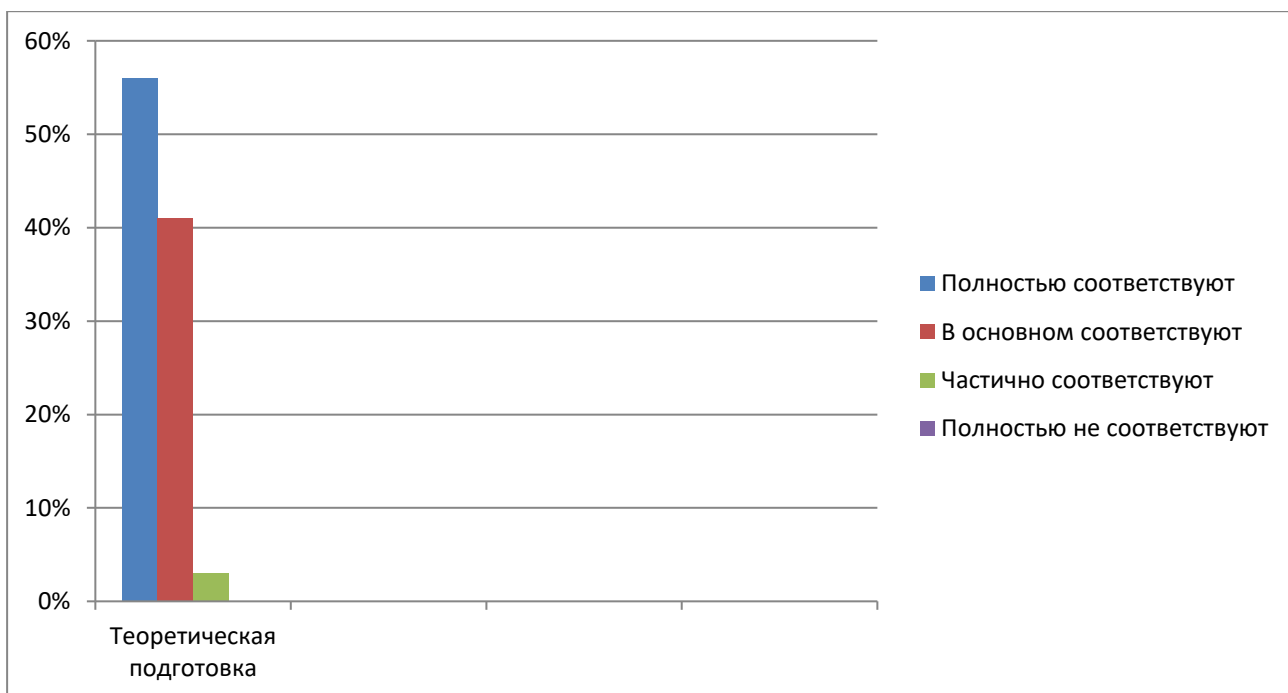 60%
50%
40%
30%
20%
10%
0%
Теоретическая
подготовка
Полностью соответствуют
В основном соответствуют
Частично соответствуют
Полностью не соответствуют